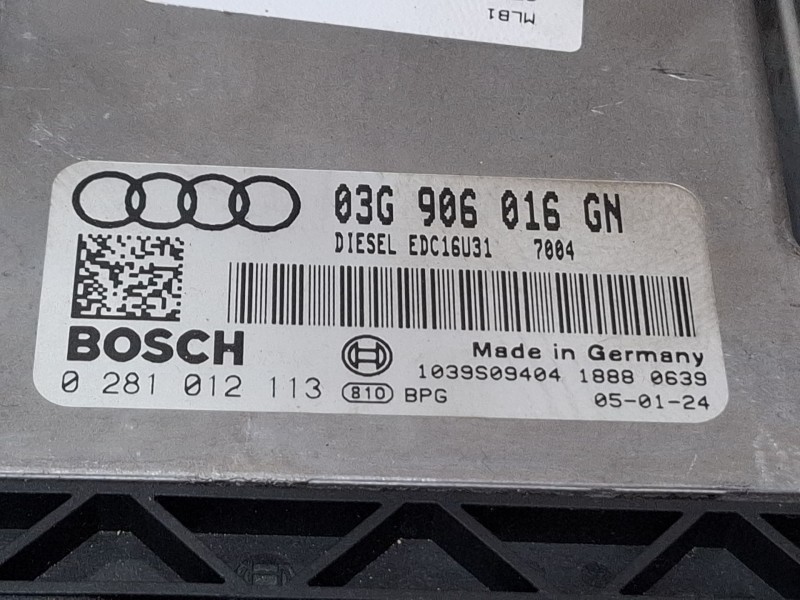 MLB1
03G 906 016 GN
DIESEL EDC16U31 7004
BOSCH
Made in Germany
0 281 012 113
810 BPG
1039S09404 1888 0639
05-01-24